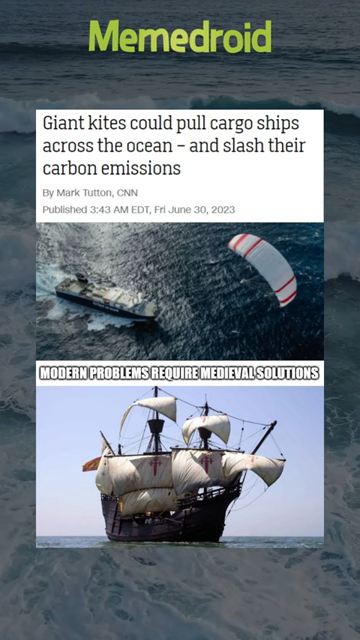 Memedroid
Giant kites could pull cargo ships
across the ocean – and slash their
carbon emissions
By Mark Tutton, CNN
Published 3:43 AM EDT, Fri June 30, 2023
MODERN PROBLEMS REQUIRE MEDIEVAL SOLUTIONS